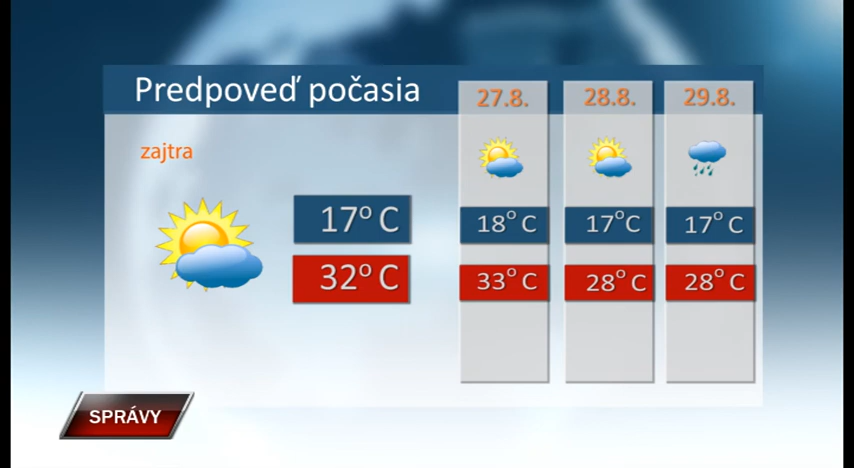 Predpoveď počasia
zajtra
17° C
32° C
27.8.
18° C
33° C
28.8.
17°C
28° C
29.8.
17° C
28° C
SPRÁVY